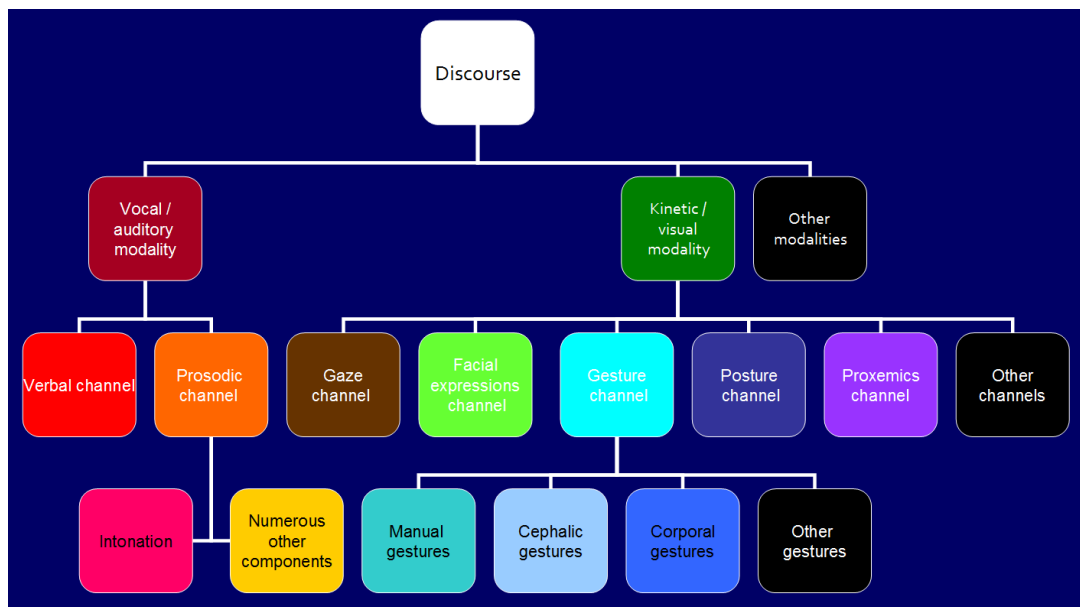 Discourse
Vocal /
auditory
modality
Kinetic /
visual
modality
Other
modalities
Verbal channel
Prosodic
channel
Gaze
channel
Facial
expressions
channel
Gesture
channel
Posture
channel
Proxemics
channel
Other
channels
Intonation
Numerous
other
components
Manual
gestures
Cephalic
gestures
Corporal
gestures
Other
gestures